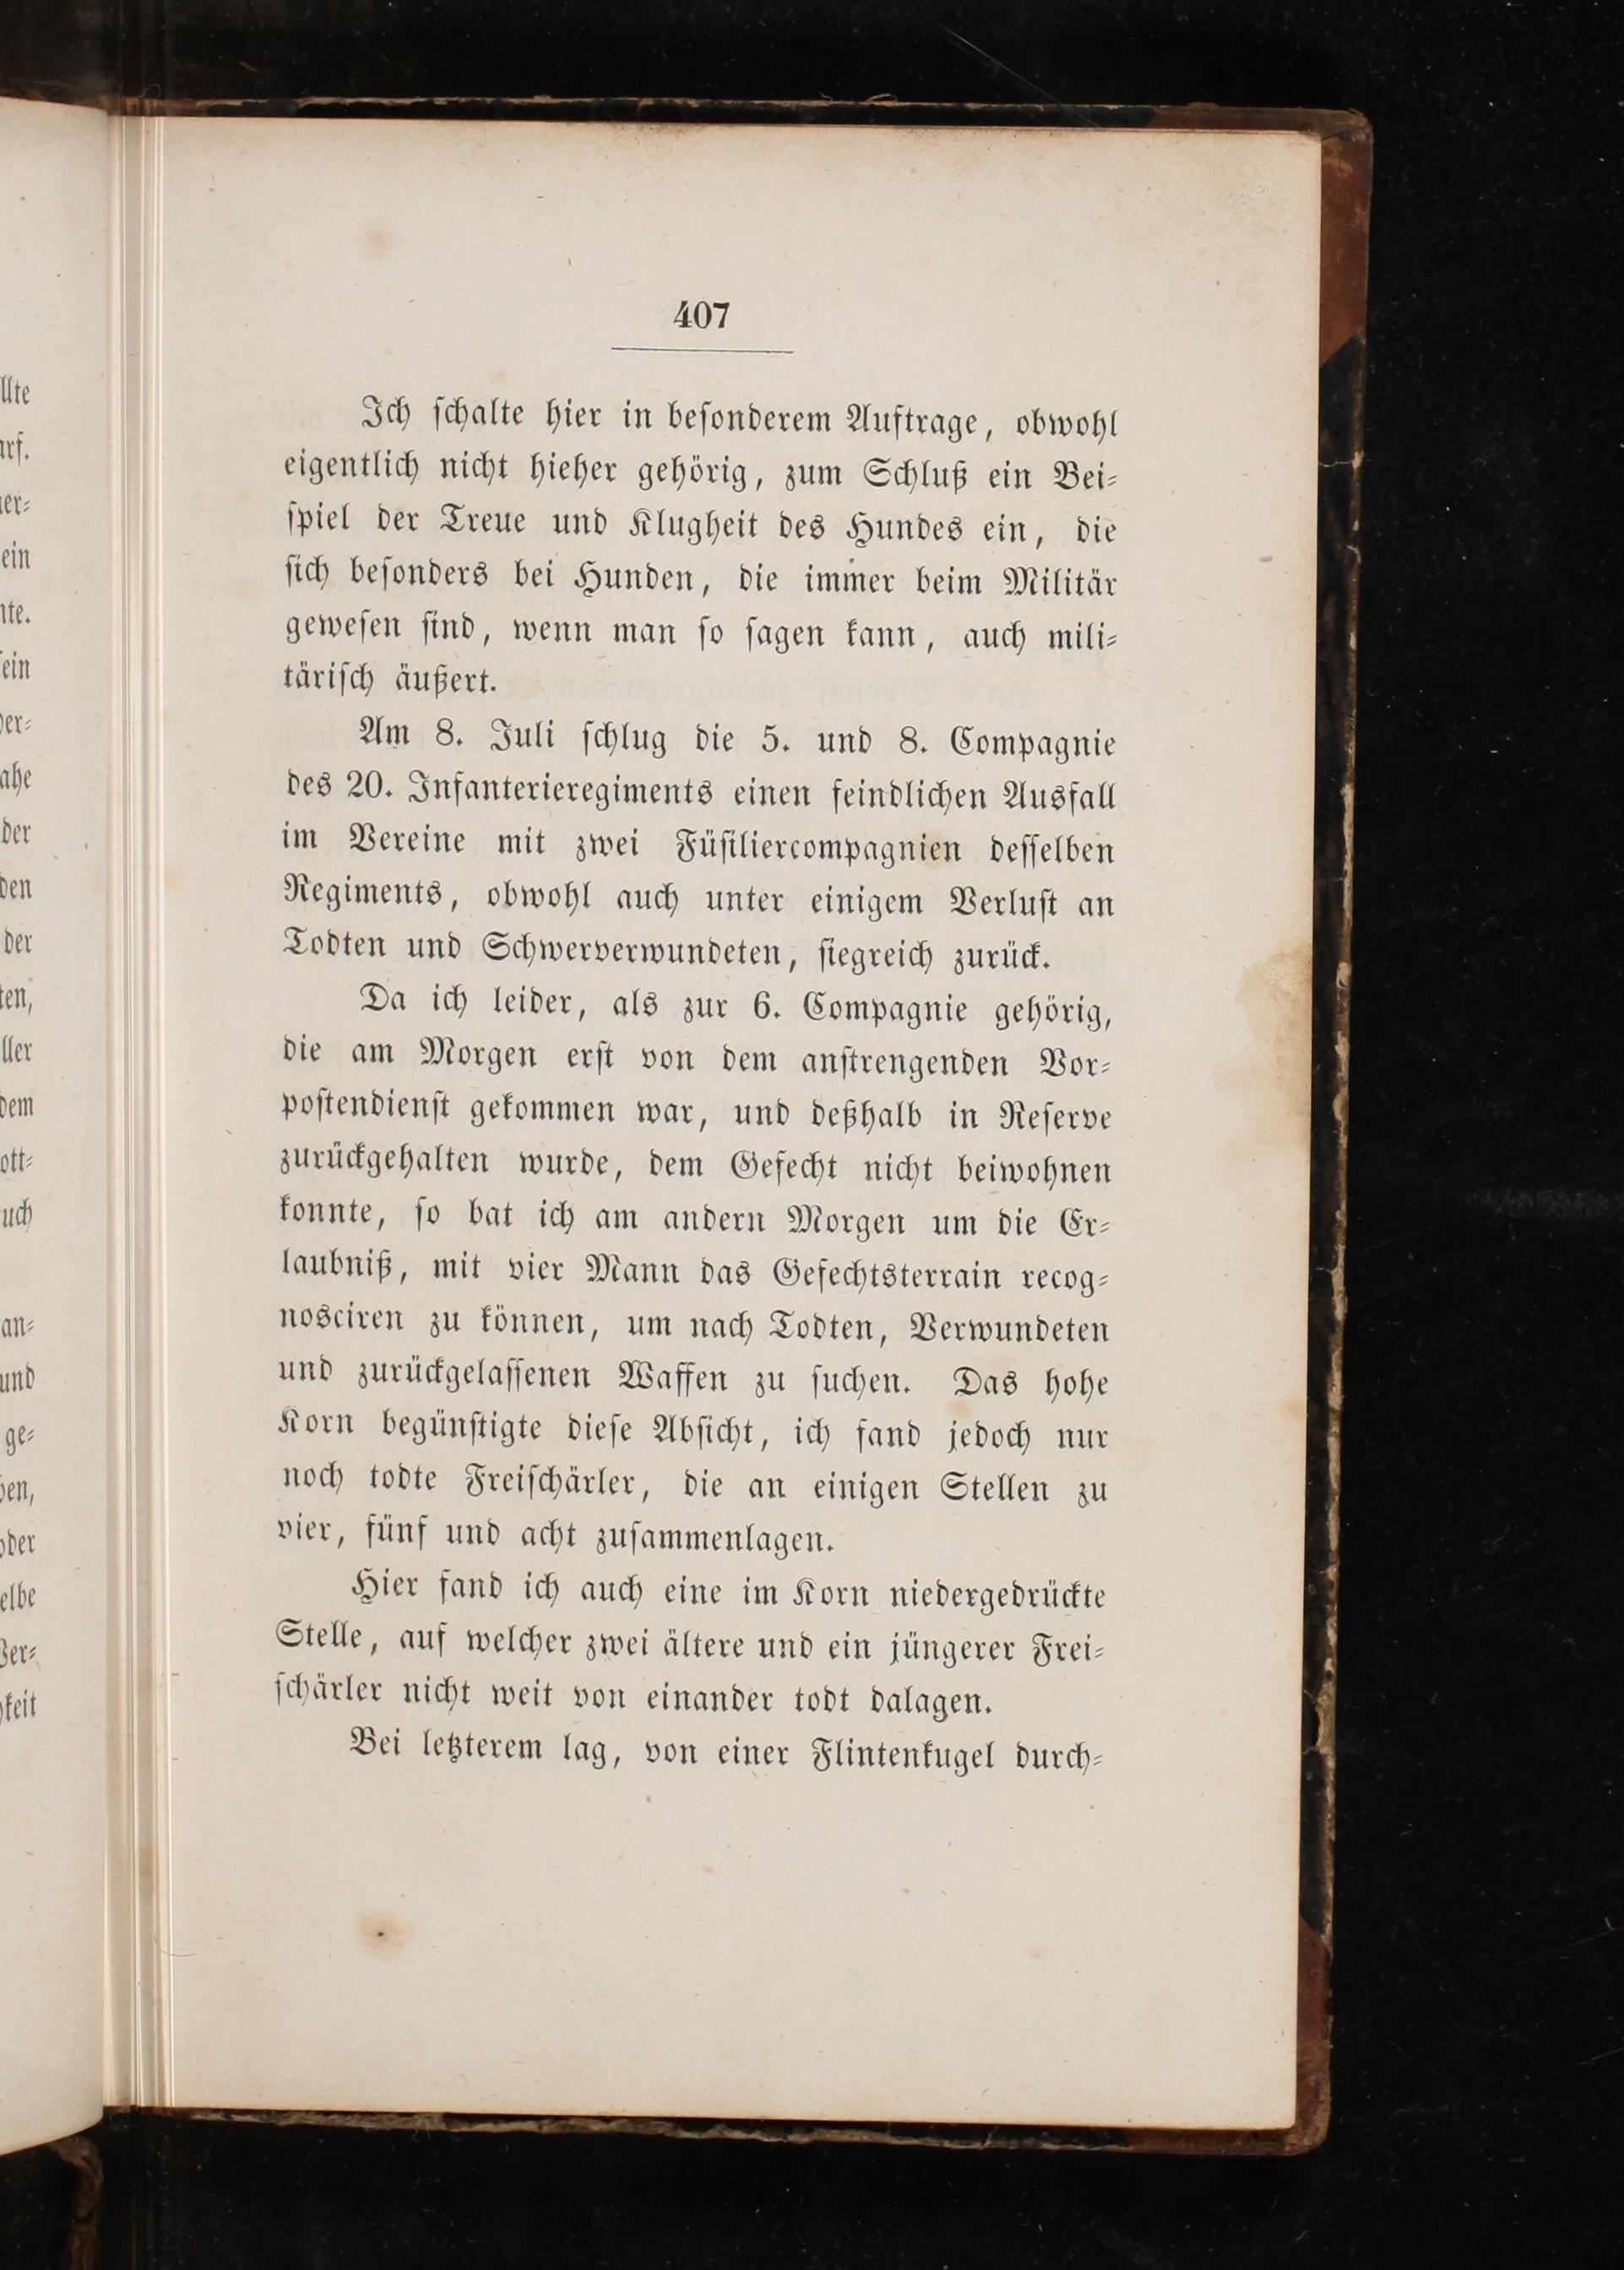 407
Ich schalte hier in besonderem Auftrage, obwohl
eigentlich nicht hieher gehörig, zum Schluß ein Bei-
spiel der Treue und Klugheit des Hundes ein, die
sich besonders bei Hunden, die immer beim Militär
gewesen sind, wenn man so sagen kann, auch mili-
tärisch äußert.
Am 8. Juli schlug die 5. und 8. Compagnie
des 20. Infanterieregiments einen feindlichen Ausfall
im Vereine mit zwei Füsiliercompagnien desselben
Regiments, obwohl auch unter einigem Verlust an
Todten und Schwerverwundeten, siegreich zurück.
Da ich leider, als zur 6. Compagnie gehörig,
die am Morgen erst von dem anstrengenden Vor-
postendienst gekommen war, und deßhalb in Reserve
zurückgehalten wurde, dem Gefecht nicht beiwohnen
konnte, so bat ich am andern Morgen um die Er-
laubniß, mit vier Mann das Gefechtsterrain recog-
nosciren zu können, um nach Todten, Verwundeten
und zurückgelassenen Waffen zu suchen. Das hohe
Korn begünstigte diese Absicht, ich fand jedoch nur
noch todte Freischärler, die an einigen Stellen zu
vier, fünf und acht zusammenlagen.
Hier fand ich auch eine im Korn niedergedrückte
Stelle, auf welcher zwei ältere und ein jüngerer Frei-
schärler nicht weit von einander todt dalagen.
Bei letzterem lag, von einer Flintenkugel durch-